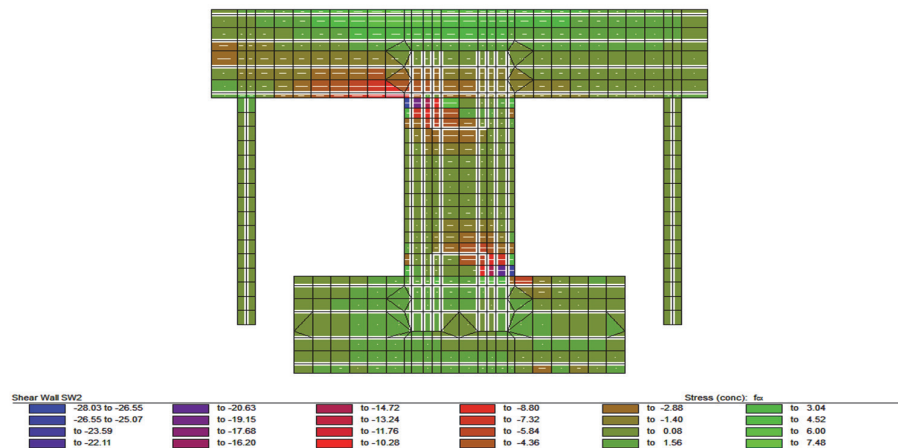 Shear Wall SW2 Stress (conc): fcx
-28.03 to -26.55 to -20.63 to -14.72 to -8.80 to -2.88 to 3.04
-26.55 to -25.07 to -19.15 to -13.24 to -7.32 to -1.40 to 4.52
to -23.59 to -17.68 to -11.76 to -5.84 to 0.08 to 6.00
to -22.11 to -16.20 to -10.28 to -4.36 to 1.56 to 7.48